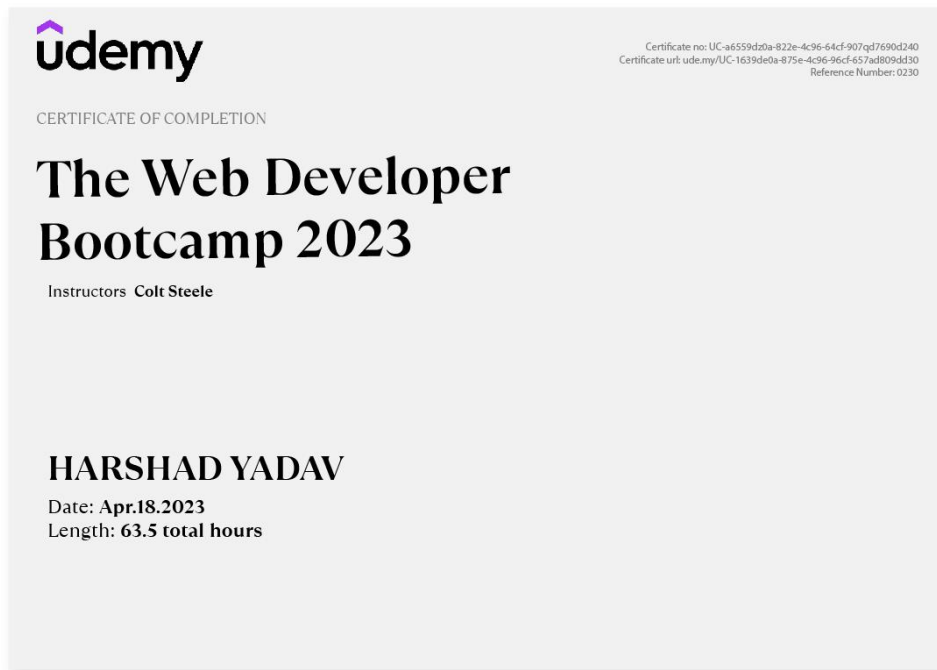 udemy
Certificate no: UC-a6559dz0a-822e-4c96-64cf-907qd7690d240
Certificate url: ude.my/UC-1639de0a-875e-4c96-96cf-657ad809dd30
Reference Number: 0230
CERTIFICATE OF COMPLETION
The Web Developer
Bootcamp 2023
Instructors Colt Steele
HARSHAD YADAV
Date: Apr.18.2023
Length: 63.5 total hours